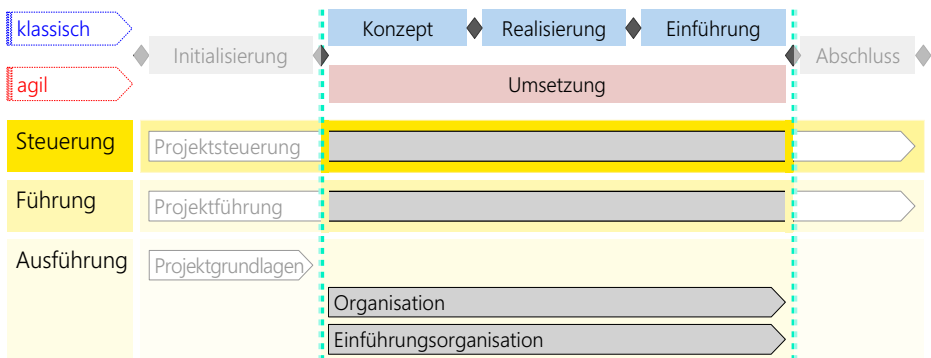 klassisch
Konzept
Realisierung
Einführung
Initialisierung
Abschluss
agil
Umsetzung
Steuerung
Projektsteuerung
Führung
Projektführung
Ausführung
Projektgrundlagen
Organisation
Einführungsorganisation